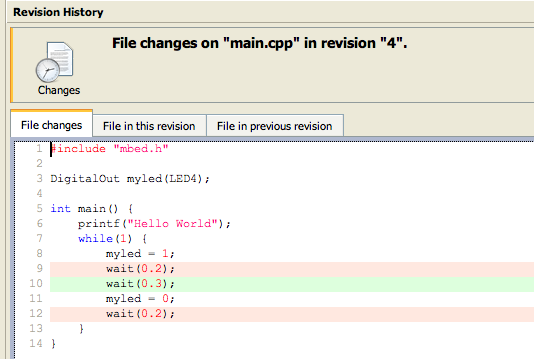 Revision History
File changes on "main.cpp" in revision "4".
Changes
File changes File in this revision File in previous revision
1 #include "mbed.h"
2
3 DigitalOut myled(LED4);
4
5 int main() {
6     printf("Hello World");
7     while(1) {
8         myled = 1;
9         wait(0.2);
10         wait(0.3);
11         myled = 0;
12         wait(0.2);
13     }
14 }